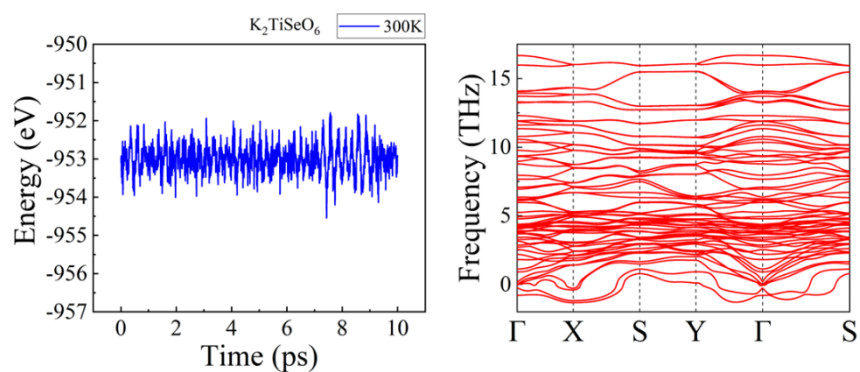 K₂TiSeO₆
300K
-950
-951
-952
-953
-954
-955
-956
-957
Energy (eV)
0 2 4 6 8 10
Time (ps)
15
10
5
0
Frequency (THz)
Γ X S Y Γ S